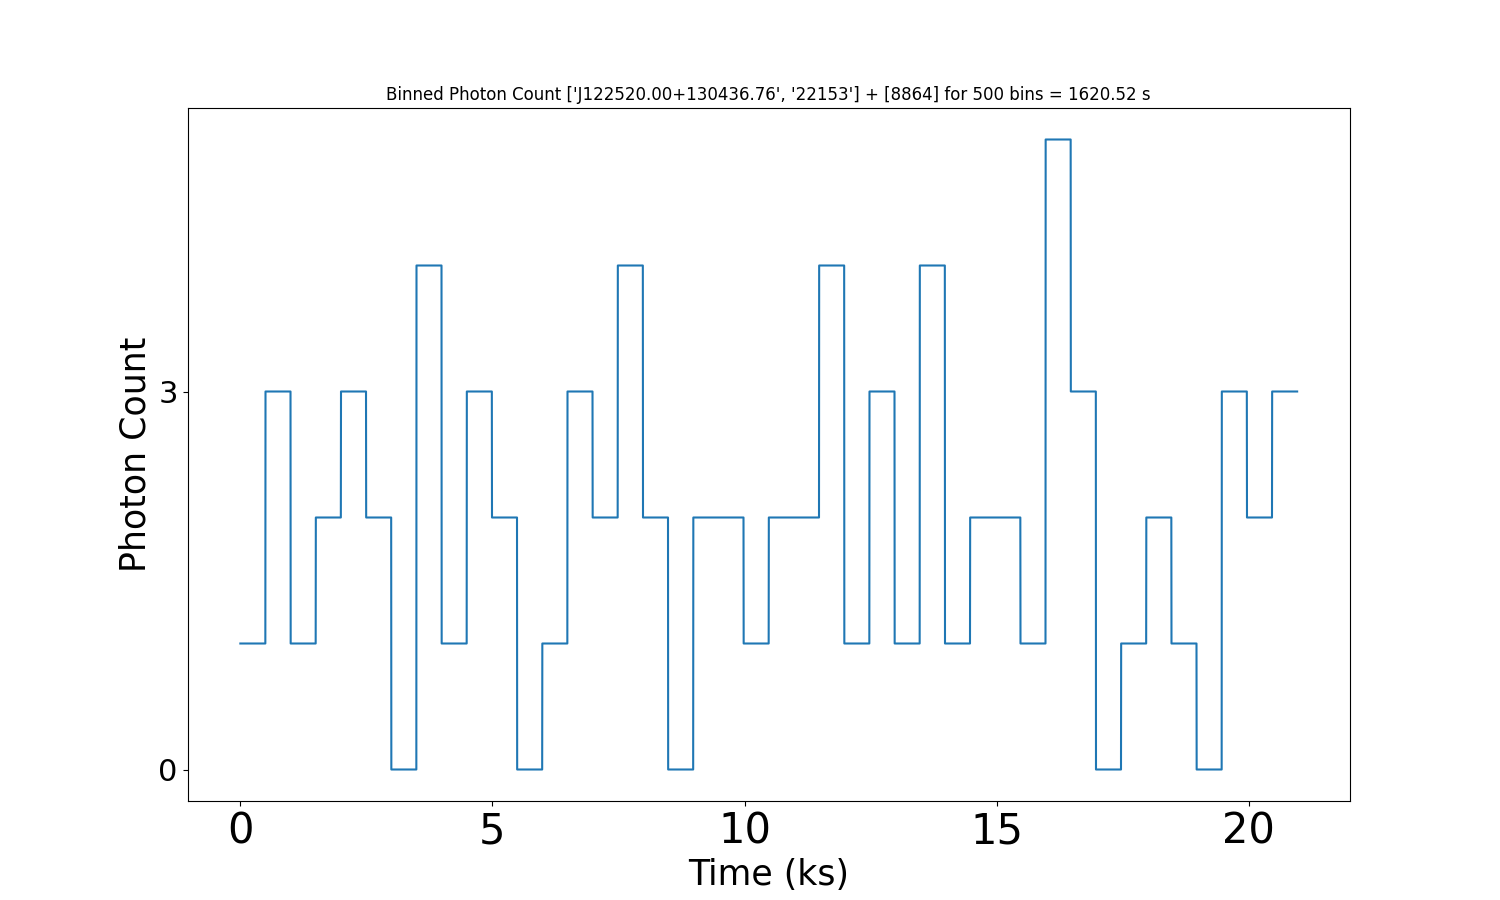 Binned Photon Count ['J122520.00+130436.76', '22153'] + [8864] for 500 bins = 1620.52 s
Photon Count
3
0
0 5 10 15 20
Time (ks)